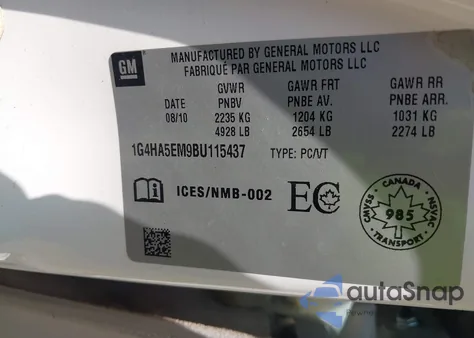 GM
MANUFACTURED BY GENERAL MOTORS LLC
FABRIQUÉ PAR GENERAL MOTORS LLC
GVWR GAWR FRT GAWR RR
DATE PNBV PNBE AV. PNBE ARR.
08/10 2235 KG 1204 KG 1031 KG
4928 LB 2654 LB 2274 LB
1G4HA5EM9BU115437 TYPE: PC/VT
i ICES/NMB-002 EC
CANADA
CMVSS 985 NSVAC
TRANSPORT
autoSnap